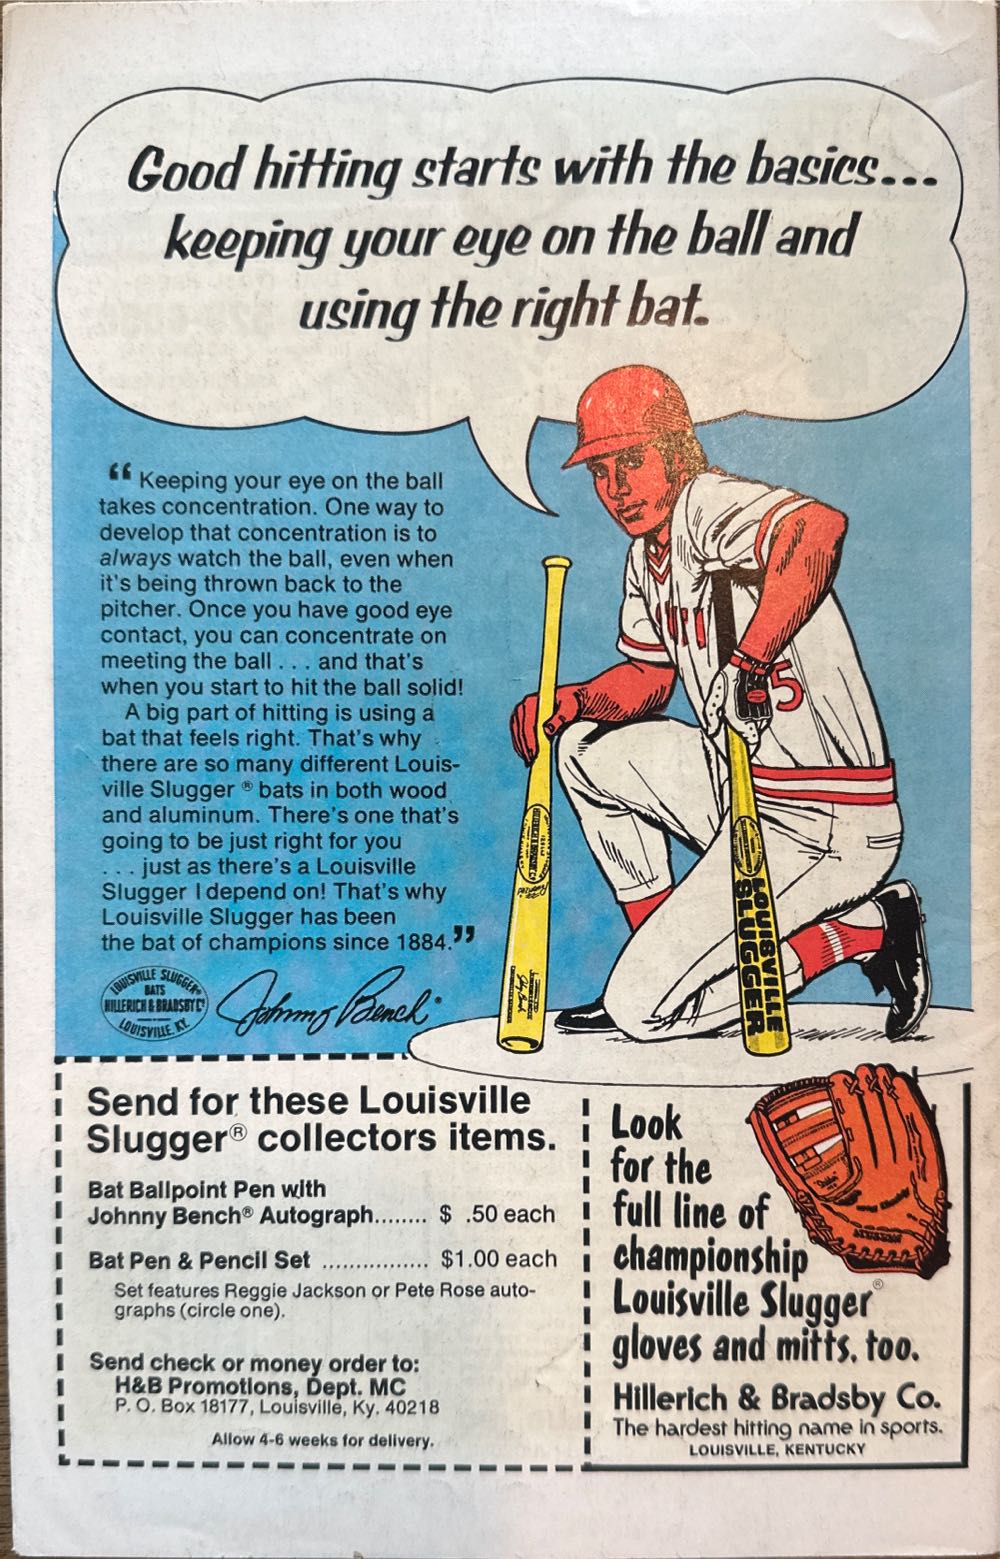 Good hitting starts with the basics...
keeping your eye on the ball and
using the right bat.
“Keeping your eye on the ball
takes concentration. One way to
develop that concentration is to
always watch the ball, even when
it's being thrown back to the
pitcher. Once you have good eye
contact, you can concentrate on
meeting the ball . . . and that's
when you start to hit the ball solid!
A big part of hitting is using a
bat that feels right. That's why
there are so many different Louis-
ville Slugger® bats in both wood
and aluminum. There's one that's
going to be just right for you
. . . just as there's a Louisville
Slugger I depend on! That's why
Louisville Slugger has been
the bat of champions since 1884.”
LOUISVILLE SLUGGER®
BATS
HILLERICH & BRADSBY Cº
LOUISVILLE. KY.
Johnny Bench®
5
LOUISVILLE
SLUGGER
Send for these Louisville
Slugger® collectors items.
Bat Ballpoint Pen with
Johnny Bench® Autograph........ $ .50 each
Bat Pen & Pencil Set ................ $1.00 each
Set features Reggie Jackson or Pete Rose auto-
graphs (circle one).
Send check or money order to:
H&B Promotions, Dept. MC
P. O. Box 18177, Louisville, Ky. 40218
Allow 4-6 weeks for delivery.
Look
for the
full line of
championship
Louisville Slugger®
gloves and mitts, too.
Hillerich & Bradsby Co.
The hardest hitting name in sports.
LOUISVILLE, KENTUCKY